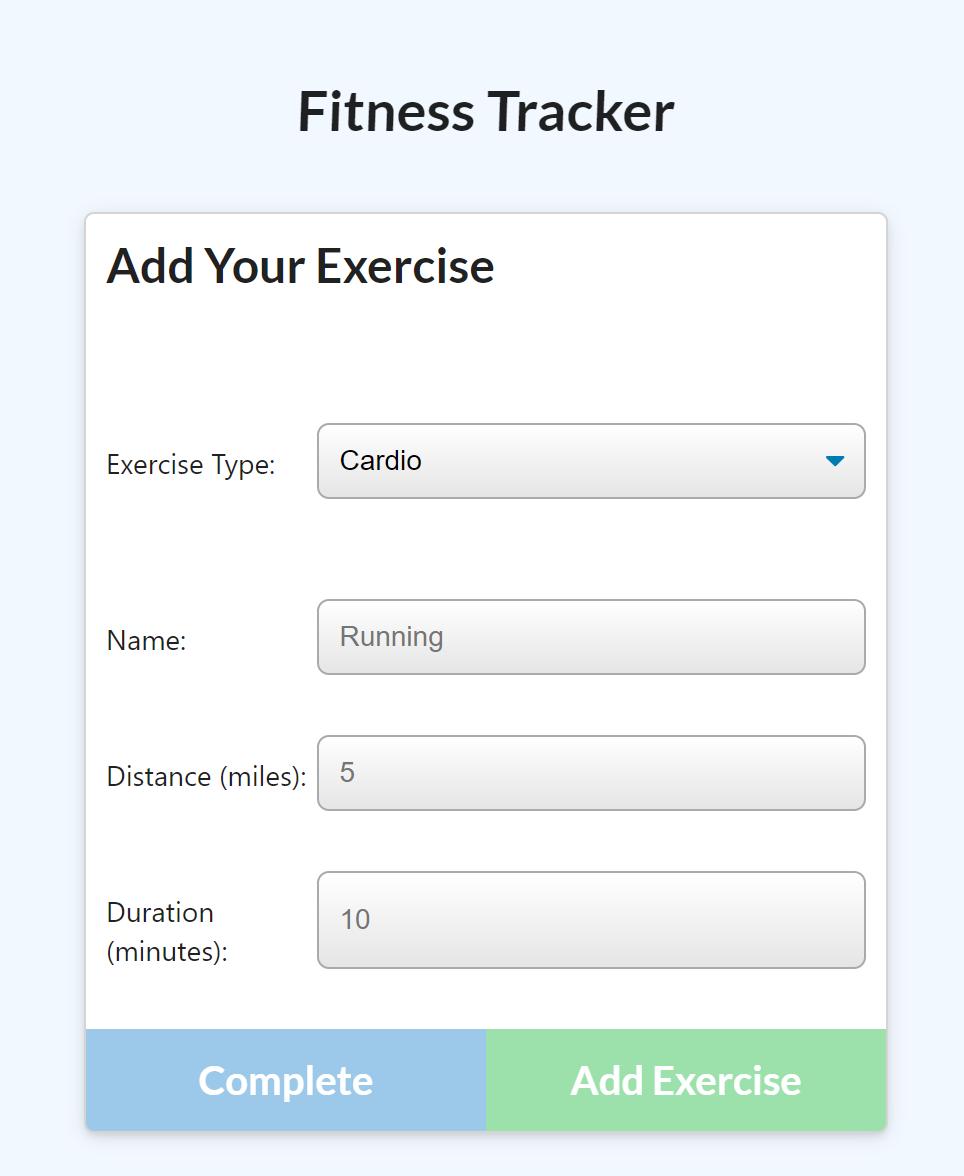 Fitness Tracker
Add Your Exercise
Exercise Type: Cardio
Name: Running
Distance (miles): 5
Duration
(minutes): 10
Complete Add Exercise